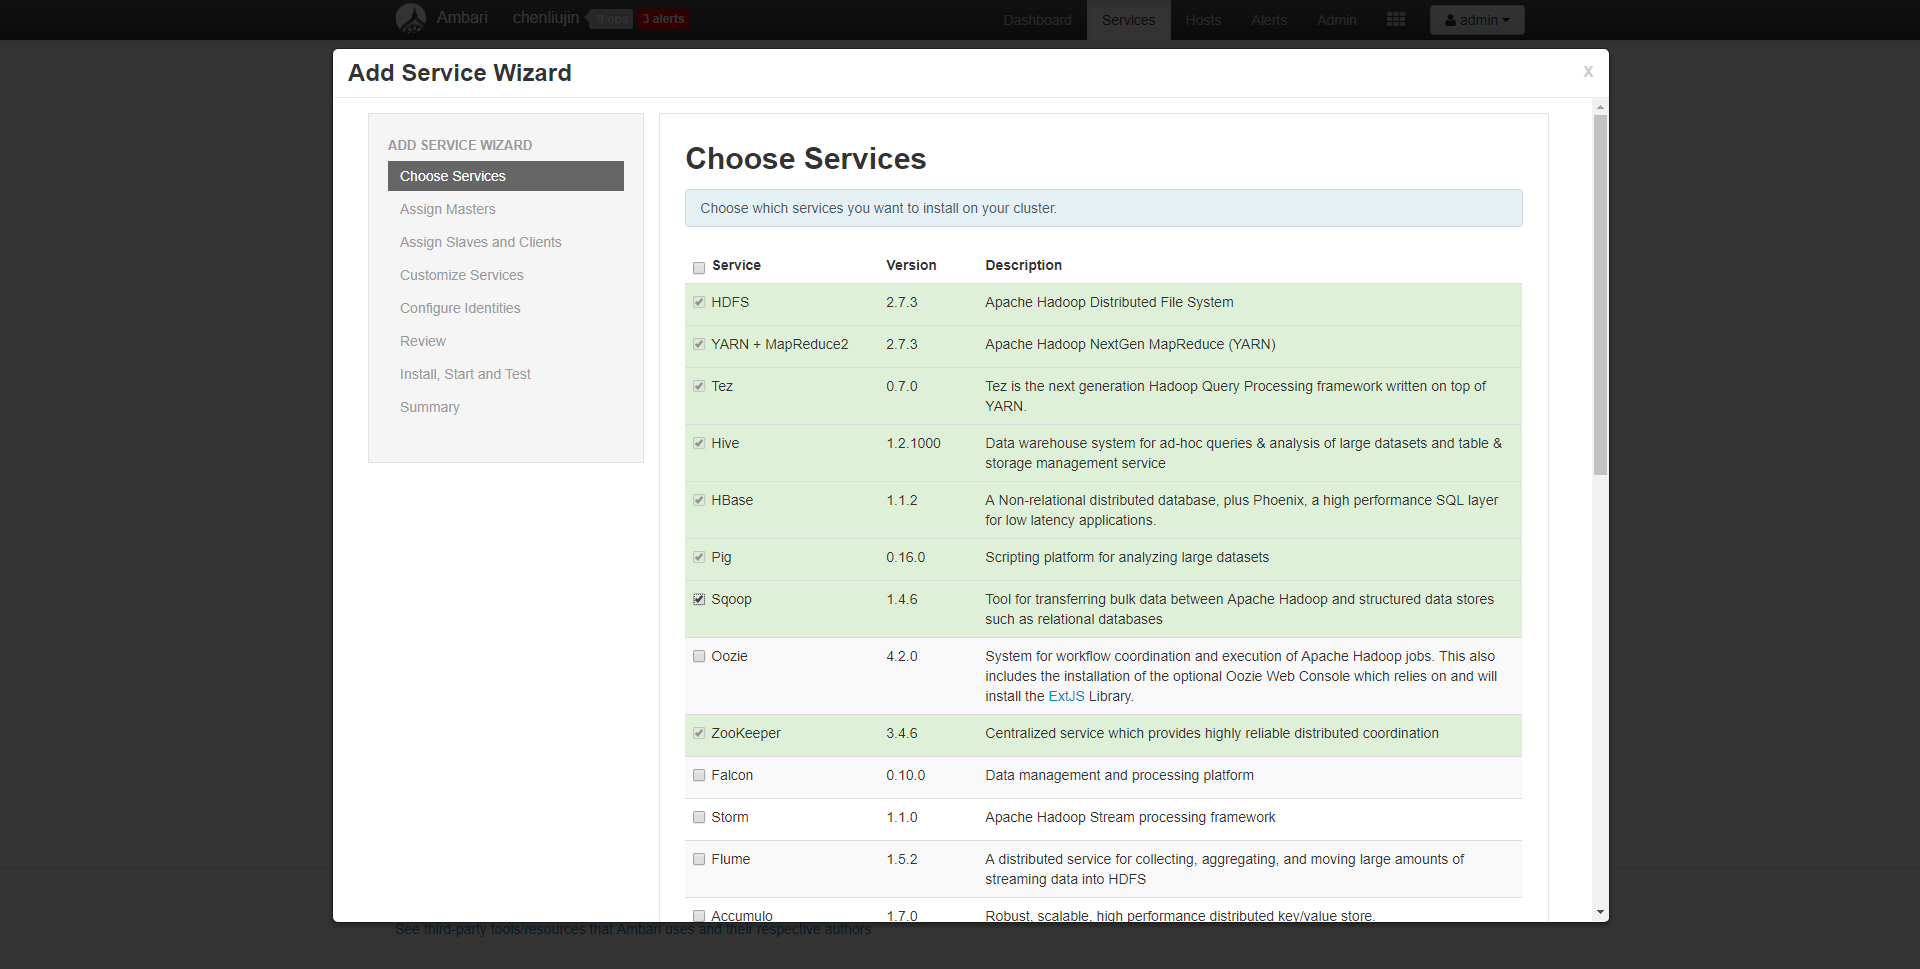 Ambari chenliujin 0 ops 3 alerts Dashboard Services Hosts Alerts Admin admin
Add Service Wizard X
ADD SERVICE WIZARD
Choose Services
Assign Masters
Assign Slaves and Clients
Customize Services
Configure Identities
Review
Install, Start and Test
Summary
Choose Services
Choose which services you want to install on your cluster.
Service Version Description
HDFS 2.7.3 Apache Hadoop Distributed File System
YARN + MapReduce2 2.7.3 Apache Hadoop NextGen MapReduce (YARN)
Tez 0.7.0 Tez is the next generation Hadoop Query Processing framework written on top of
YARN.
Hive 1.2.1000 Data warehouse system for ad-hoc queries & analysis of large datasets and table &
storage management service
HBase 1.1.2 A Non-relational distributed database, plus Phoenix, a high performance SQL layer
for low latency applications.
Pig 0.16.0 Scripting platform for analyzing large datasets
Sqoop 1.4.6 Tool for transferring bulk data between Apache Hadoop and structured data stores
such as relational databases
Oozie 4.2.0 System for workflow coordination and execution of Apache Hadoop jobs. This also
includes the installation of the optional Oozie Web Console which relies on and will
install the ExtJS Library.
ZooKeeper 3.4.6 Centralized service which provides highly reliable distributed coordination
Falcon 0.10.0 Data management and processing platform
Storm 1.1.0 Apache Hadoop Stream processing framework
Flume 1.5.2 A distributed service for collecting, aggregating, and moving large amounts of
streaming data into HDFS
Accumulo 1.7.0 Robust, scalable, high performance distributed key/value store.
See third-party tools/resources that Ambari uses and their respective authors